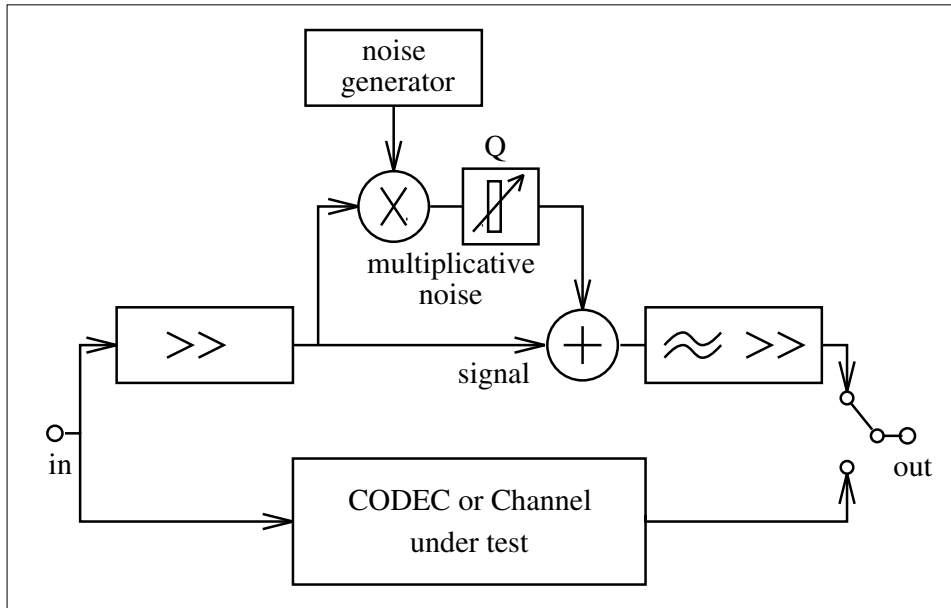 noise
generator
Q
multiplicative
noise
>>
signal
>>
in
out
CODEC or Channel
under test